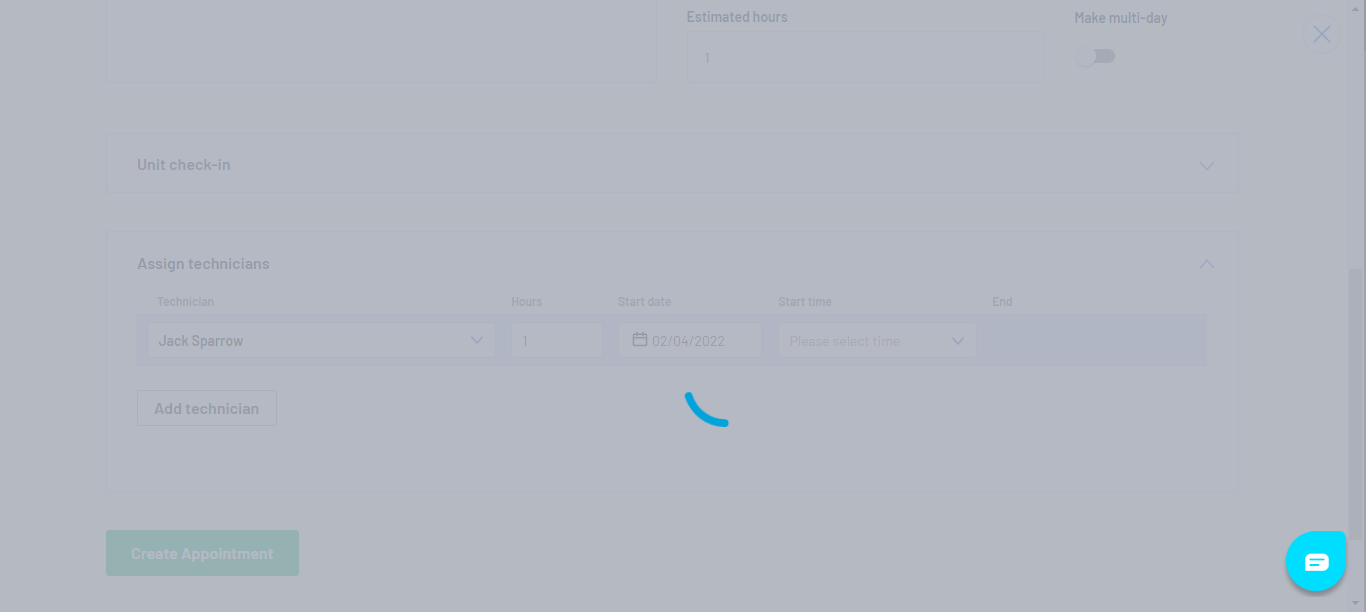 Estimated hours
Make multi-day
1
Unit check-in
Assign technicians
Technician Hours Start date Start time End
Jack Sparrow 1 02/04/2022 Please select time
Add technician
Create Appointment